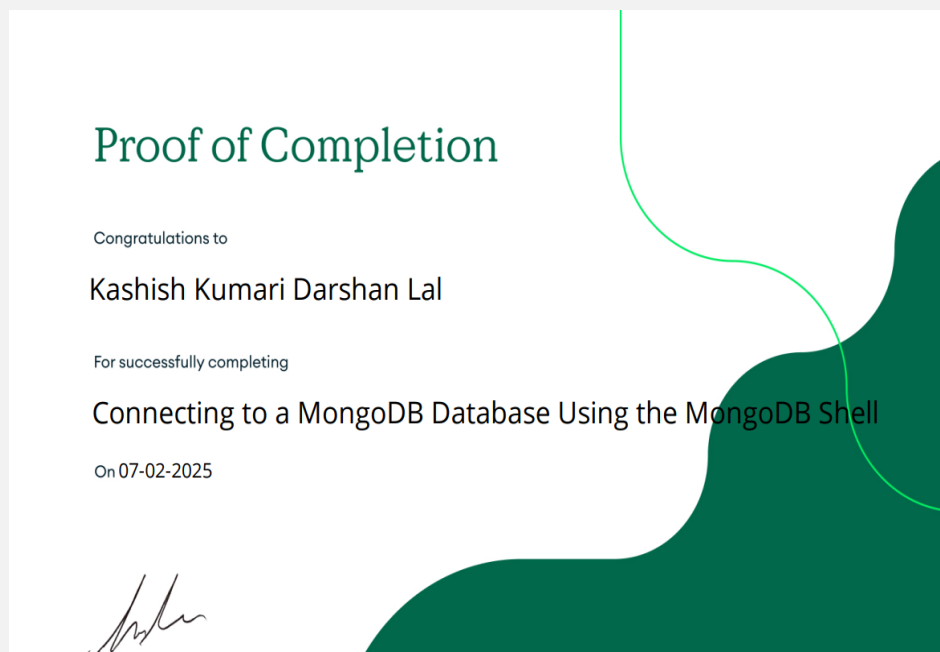 Proof of Completion
Congratulations to
Kashish Kumari Darshan Lal
For successfully completing
Connecting to a MongoDB Database Using the MongoDB Shell
On 07-02-2025